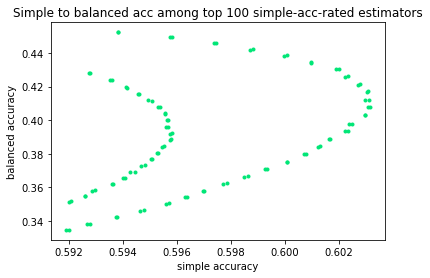 Simple to balanced acc among top 100 simple-acc-rated estimators
balanced accuracy
0.44
0.42
0.40
0.38
0.36
0.34
0.592 0.594 0.596 0.598 0.600 0.602
simple accuracy